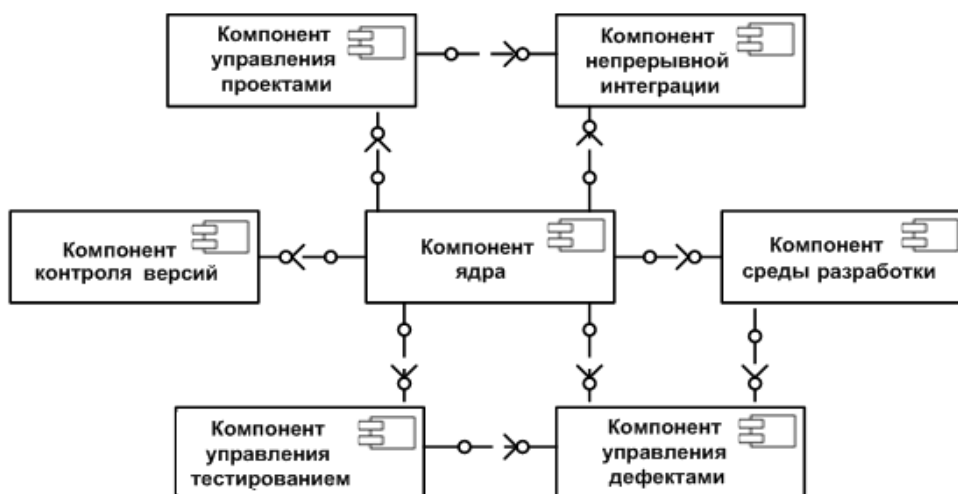 Компонент
управления
проектами
Компонент
непрерывной
интеграции
Компонент
контроля версий
Компонент
ядра
Компонент
среды разработки
Компонент
управления
тестированием
Компонент
управления
дефектами